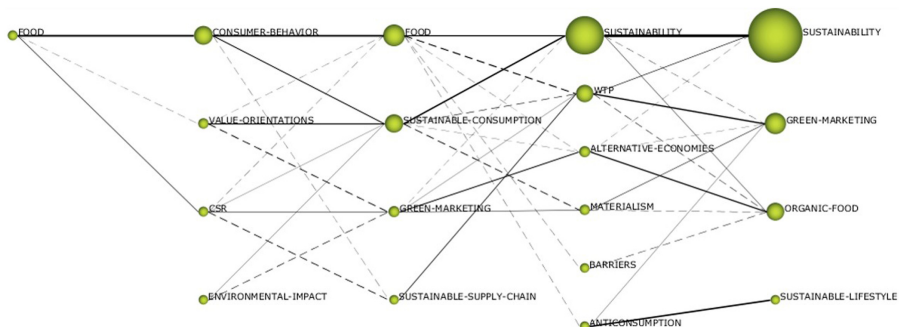 FOOD
CONSUMER-BEHAVIOR
FOOD
SUSTAINABILITY
SUSTAINABILITY
WTP
VALUE-ORIENTATIONS
SUSTAINABLE-CONSUMPTION
GREEN-MARKETING
ALTERNATIVE-ECONOMIES
CSR
GREEN-MARKETING
MATERIALISM
ORGANIC-FOOD
BARRIERS
ENVIRONMENTAL-IMPACT
SUSTAINABLE-SUPPLY-CHAIN
SUSTAINABLE-LIFESTYLE
ANTICONSUMPTION